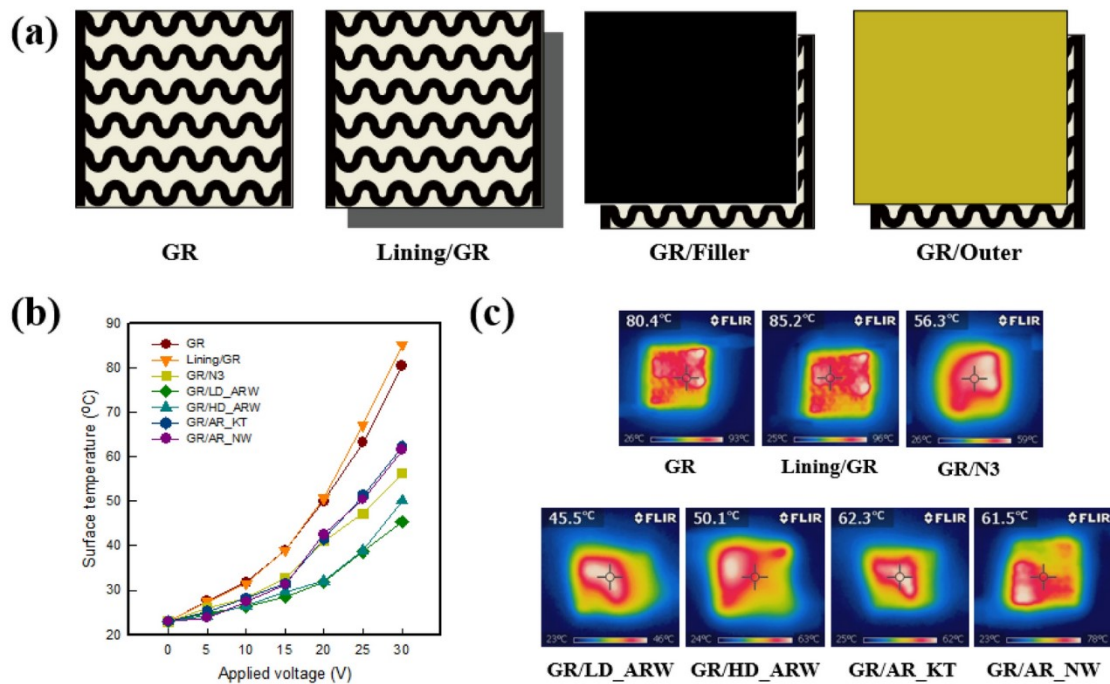 (a)
GR
Lining/GR
GR/Filler
GR/Outer
(b)
90
80
70
60
50
40
30
20
Surface temperature (⁰C)
GR
Lining/GR
GR/N3
GR/LD_ARW
GR/HD_ARW
GR/AR_KT
GR/AR_NW
0 5 10 15 20 25 30
Applied voltage (V)
(c)
80.4°C FLIR
26°C 93°C
GR
85.2°C FLIR
25°C 96°C
Lining/GR
56.3°C FLIR
26°C 59°C
GR/N3
45.5°C FLIR
23°C 46°C
GR/LD_ARW
50.1°C FLIR
24°C 63°C
GR/HD_ARW
62.3°C FLIR
25°C 62°C
GR/AR_KT
61.5°C FLIR
23°C 78°C
GR/AR_NW